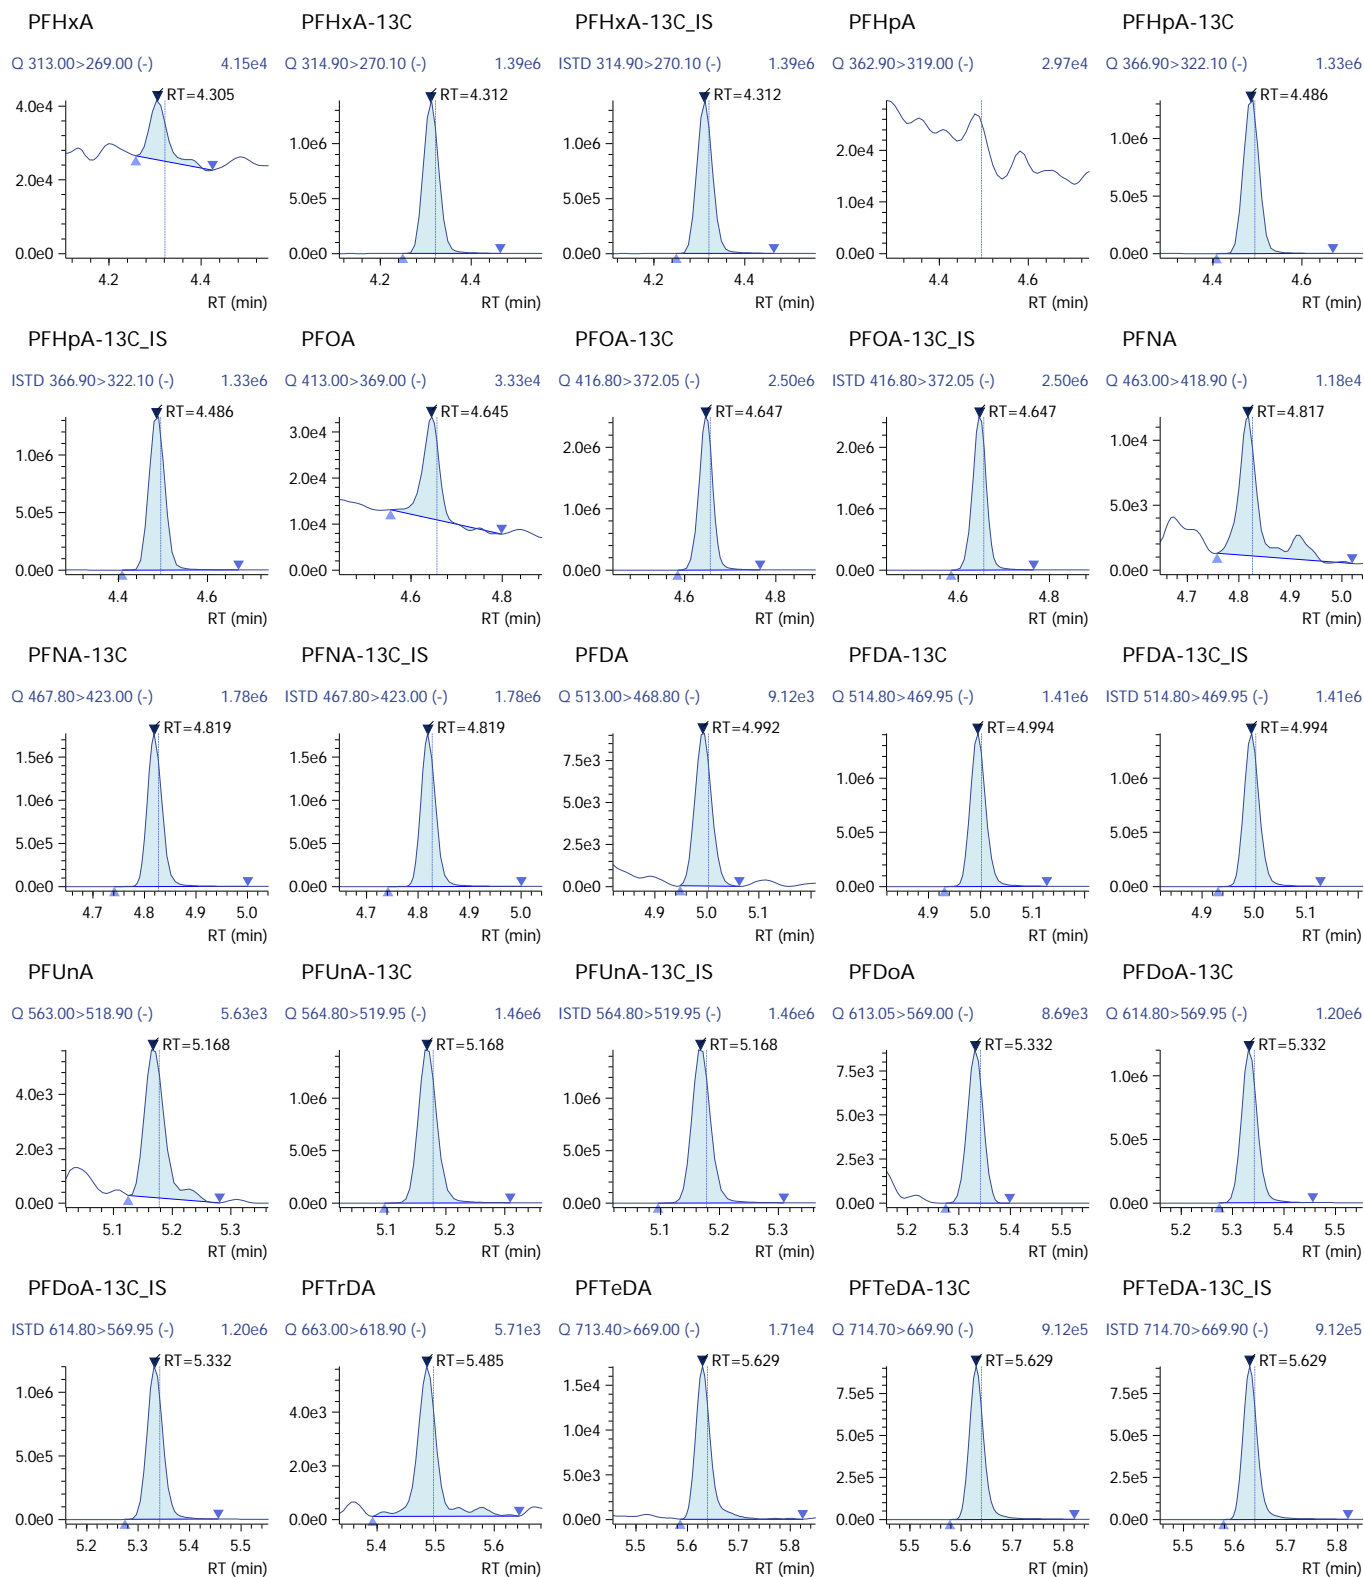 PFHxA PFHxA-13C PFHxA-13C_IS PFHpA PFHpA-13C
Q 313.00>269.00 (-) 4.15e4 Q 314.90>270.10 (-) 1.39e6 ISTD 314.90>270.10 (-) 1.39e6 Q 362.90>319.00 (-) 2.97e4 Q 366.90>322.10 (-) 1.33e6
RT=4.305 RT=4.312 RT=4.312 RT=4.486
4.0e4 2.0e4 0.0e0 1.0e6 5.0e5 0.0e0 1.0e6 5.0e5 0.0e0 2.0e4 1.0e4 0.0e0 1.0e6 5.0e5 0.0e0
4.2 4.4 4.2 4.4 4.2 4.4 4.4 4.6 4.4 4.6
RT (min) RT (min) RT (min) RT (min) RT (min)
PFHpA-13C_IS PFOA PFOA-13C PFOA-13C_IS PFNA
ISTD 366.90>322.10 (-) 1.33e6 Q 413.00>369.00 (-) 3.33e4 Q 416.80>372.05 (-) 2.50e6 ISTD 416.80>372.05 (-) 2.50e6 Q 463.00>418.90 (-) 1.18e4
RT=4.486 RT=4.645 RT=4.647 RT=4.647 RT=4.817
1.0e6 5.0e5 0.0e0 3.0e4 2.0e4 1.0e4 0.0e0 2.0e6 1.0e6 0.0e0 2.0e6 1.0e6 0.0e0 1.0e4 5.0e3 0.0e0
4.4 4.6 4.6 4.8 4.6 4.8 4.6 4.8 4.7 4.8 4.9 5.0
RT (min) RT (min) RT (min) RT (min) RT (min)
PFNA-13C PFNA-13C_IS PFDA PFDA-13C PFDA-13C_IS
Q 467.80>423.00 (-) 1.78e6 ISTD 467.80>423.00 (-) 1.78e6 Q 513.00>468.80 (-) 9.12e3 Q 514.80>469.95 (-) 1.41e6 ISTD 514.80>469.95 (-) 1.41e6
RT=4.819 RT=4.819 RT=4.992 RT=4.994 RT=4.994
1.5e6 1.0e6 5.0e5 0.0e0 1.5e6 1.0e6 5.0e5 0.0e0 7.5e3 5.0e3 2.5e3 0.0e0 1.0e6 5.0e5 0.0e0 1.0e6 5.0e5 0.0e0
4.7 4.8 4.9 5.0 4.7 4.8 4.9 5.0 4.9 5.0 5.1 4.9 5.0 5.1 4.9 5.0 5.1
RT (min) RT (min) RT (min) RT (min) RT (min)
PFUnA PFUnA-13C PFUnA-13C_IS PFDoA PFDoA-13C
Q 563.00>518.90 (-) 5.63e3 Q 564.80>519.95 (-) 1.46e6 ISTD 564.80>519.95 (-) 1.46e6 Q 613.05>569.00 (-) 8.69e3 Q 614.80>569.95 (-) 1.20e6
RT=5.168 RT=5.168 RT=5.168 RT=5.332 RT=5.332
4.0e3 2.0e3 0.0e0 1.0e6 5.0e5 0.0e0 1.0e6 5.0e5 0.0e0 7.5e3 5.0e3 2.5e3 0.0e0 1.0e6 5.0e5 0.0e0
5.1 5.2 5.3 5.1 5.2 5.3 5.1 5.2 5.3 5.2 5.3 5.4 5.5 5.2 5.3 5.4 5.5
RT (min) RT (min) RT (min) RT (min) RT (min)
PFDoA-13C_IS PFTrDA PFTeDA PFTeDA-13C PFTeDA-13C_IS
ISTD 614.80>569.95 (-) 1.20e6 Q 663.00>618.90 (-) 5.71e3 Q 713.40>669.00 (-) 1.71e4 Q 714.70>669.90 (-) 9.12e5 ISTD 714.70>669.90 (-) 9.12e5
RT=5.332 RT=5.485 RT=5.629 RT=5.629 RT=5.629
1.0e6 5.0e5 0.0e0 4.0e3 2.0e3 0.0e0 1.5e4 1.0e4 5.0e3 0.0e0 7.5e5 5.0e5 2.5e5 0.0e0 7.5e5 5.0e5 2.5e5 0.0e0
5.2 5.3 5.4 5.5 5.4 5.5 5.6 5.5 5.6 5.7 5.8 5.5 5.6 5.7 5.8 5.5 5.6 5.7 5.8
RT (min) RT (min) RT (min) RT (min) RT (min)